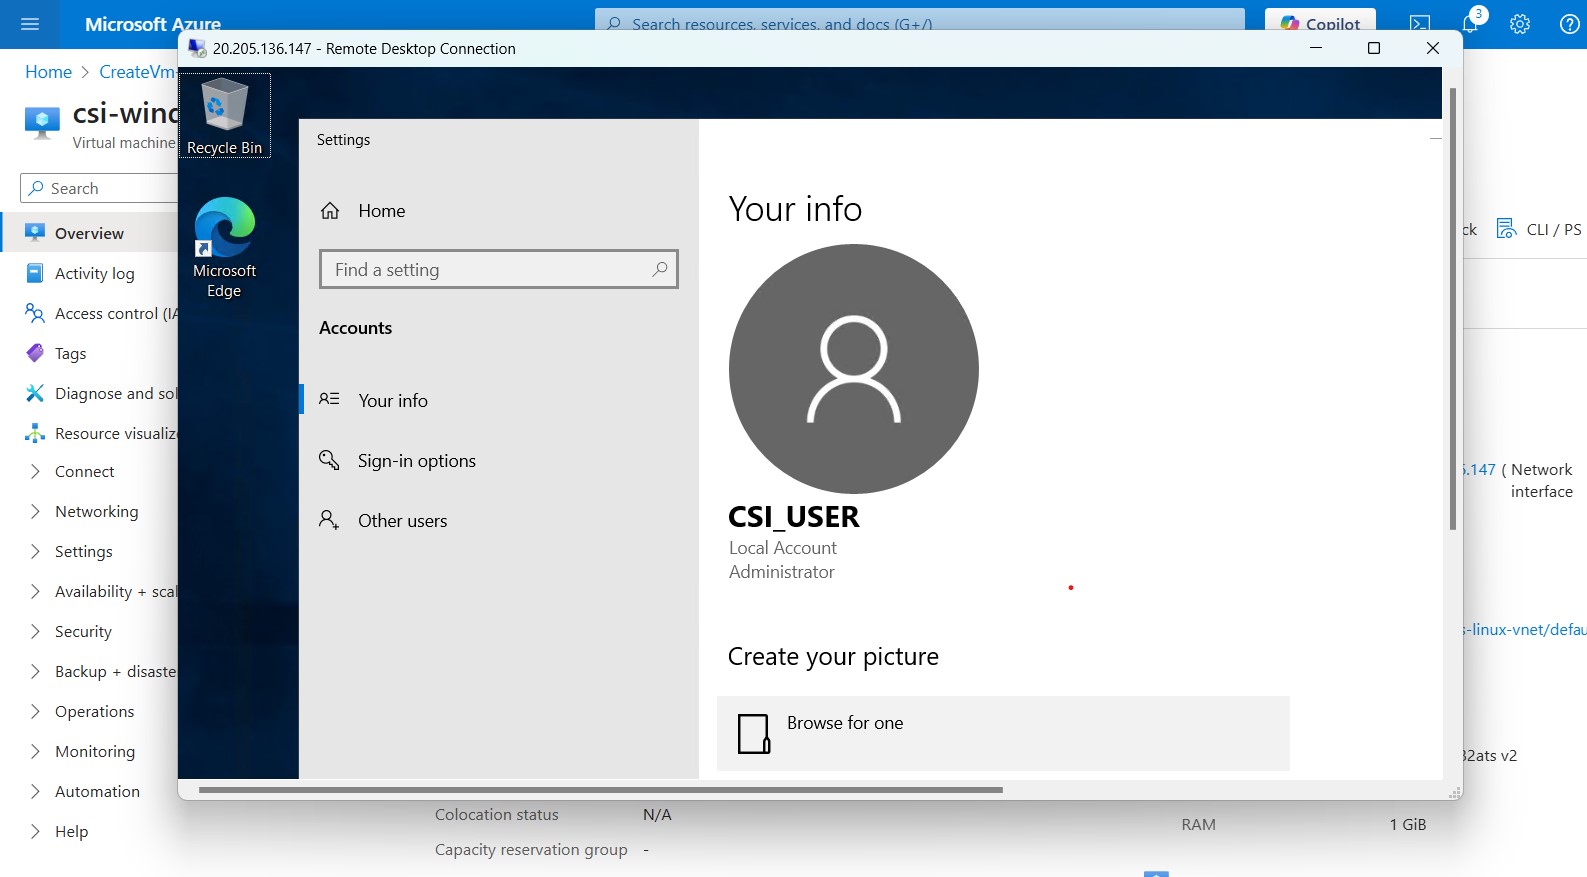 Microsoft Azure
Search resources, services, and docs (G+/)
Copilot
3
20.205.136.147 - Remote Desktop Connection
Home > CreateVm-
csi-wind
Virtual machine
Search
Overview
Activity log
Access control (IA
Tags
Diagnose and sol
Resource visualiz
Connect
Networking
Settings
Availability + scal
Security
Backup + disaste
Operations
Monitoring
Automation
Help
Recycle Bin
Microsoft
Edge
Settings
Home
Find a setting
Accounts
Your info
Sign-in options
Other users
Your info
CSI_USER
Local Account
Administrator
Create your picture
Browse for one
ck
CLI / PS
.147 ( Network
interface
s-linux-vnet/defau
32ats v2
Colocation status
N/A
Capacity reservation group
-
RAM
1 GiB